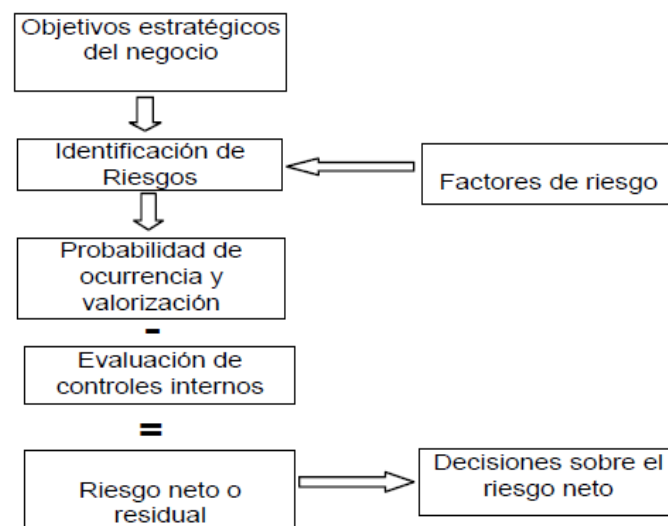 Objetivos estratégicos
del negocio
Identificación de
Riesgos
Factores de riesgo
Probabilidad de
ocurrencia y
valorización
-
Evaluación de
controles internos
=
Riesgo neto o
residual
Decisiones sobre el
riesgo neto